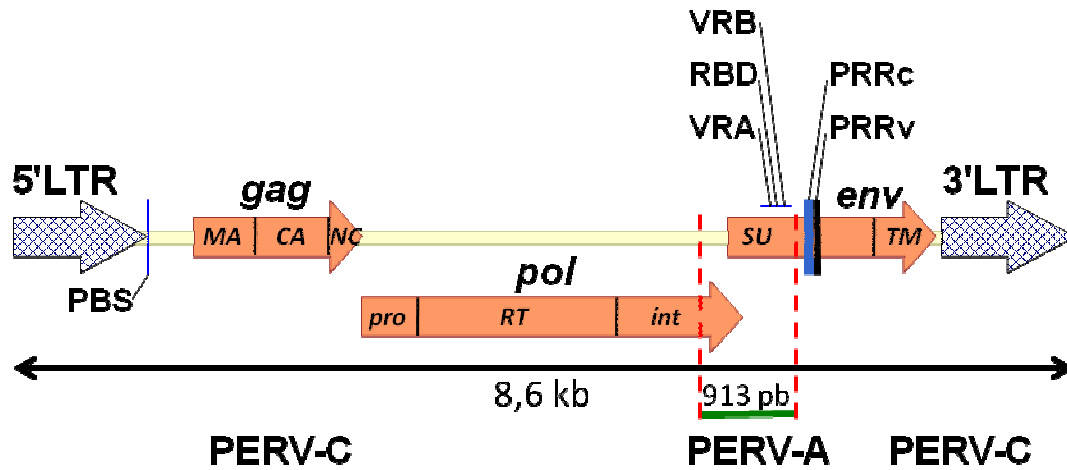 VRB
RBD PRRc
VRA PRRv
5'LTR gag env 3'LTR
MA CA NC SU TM
PBS pol
pro RT int
8,6 kb 913 pb
PERV-C PERV-A PERV-C